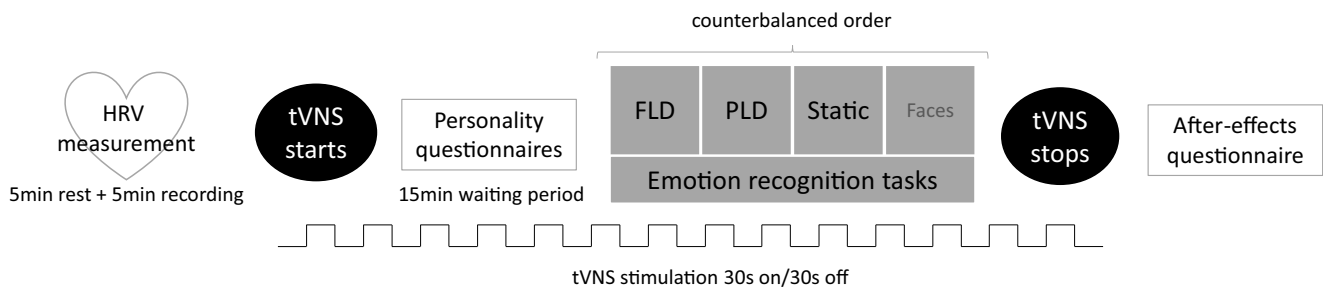 counterbalanced order
HRV
measurement
5min rest + 5min recording
tVNS
starts
Personality
questionnaires
15min waiting period
FLD
PLD
Static
Faces
Emotion recognition tasks
tVNS
stops
After-effects
questionnaire
tVNS stimulation 30s on/30s off